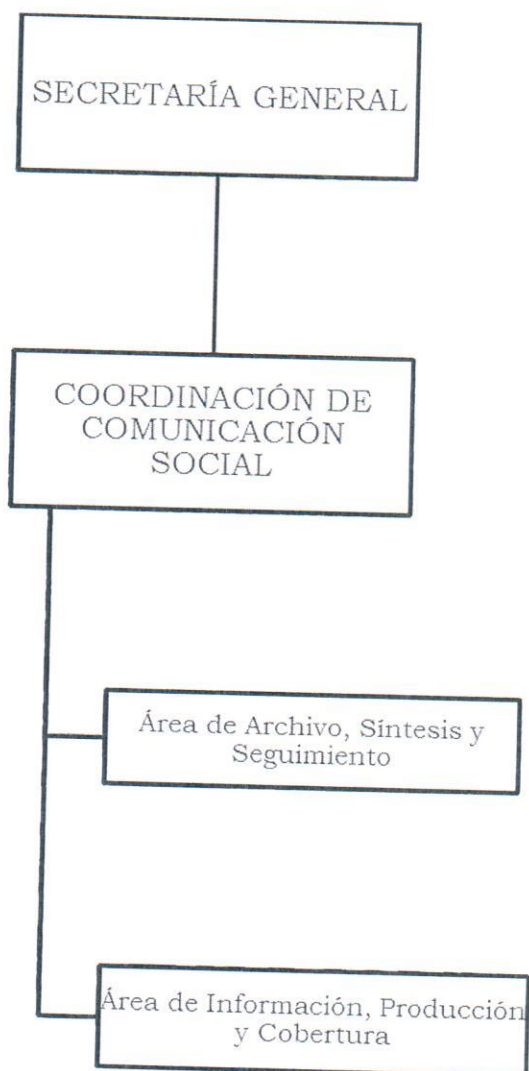 SECRETARÍA GENERAL
COORDINACIÓN DE
COMUNICACIÓN
SOCIAL
Área de Archivo, Síntesis y
Seguimiento
Área de Información, Producción
y Cobertura